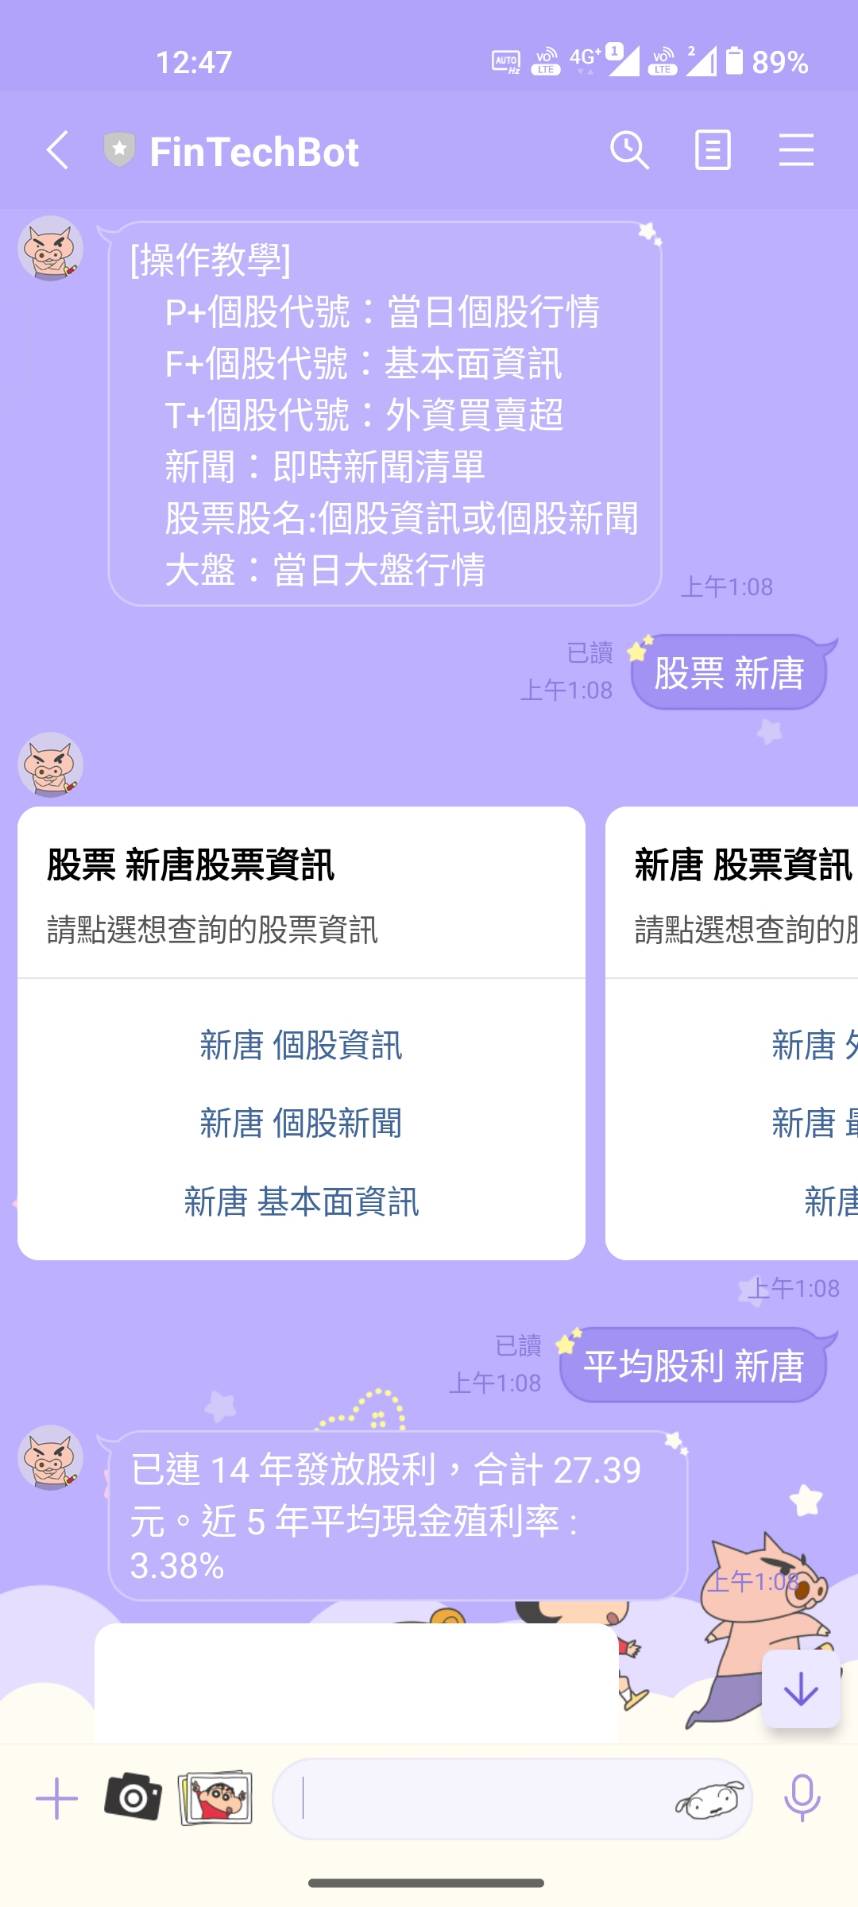 12:47
AUTO Hz VO LTE 4G+ 1 VO LTE 2 89%
FinTechBot
[操作教學]
P+個股代號：當日個股行情
F+個股代號：基本面資訊
T+個股代號：外資買賣超
新聞：即時新聞清單
股票股名:個股資訊或個股新聞
大盤：當日大盤行情
上午1:08
已讀
上午1:08
股票 新唐
股票 新唐股票資訊
請點選想查詢的股票資訊
新唐 個股資訊
新唐 個股新聞
新唐 基本面資訊
新唐 股票資訊
請點選想查詢的
新唐
新唐
新唐
上午1:08
已讀
上午1:08
平均股利 新唐
已連 14 年發放股利，合計 27.39
元。近 5 年平均現金殖利率 :
3.38%
上午1:08